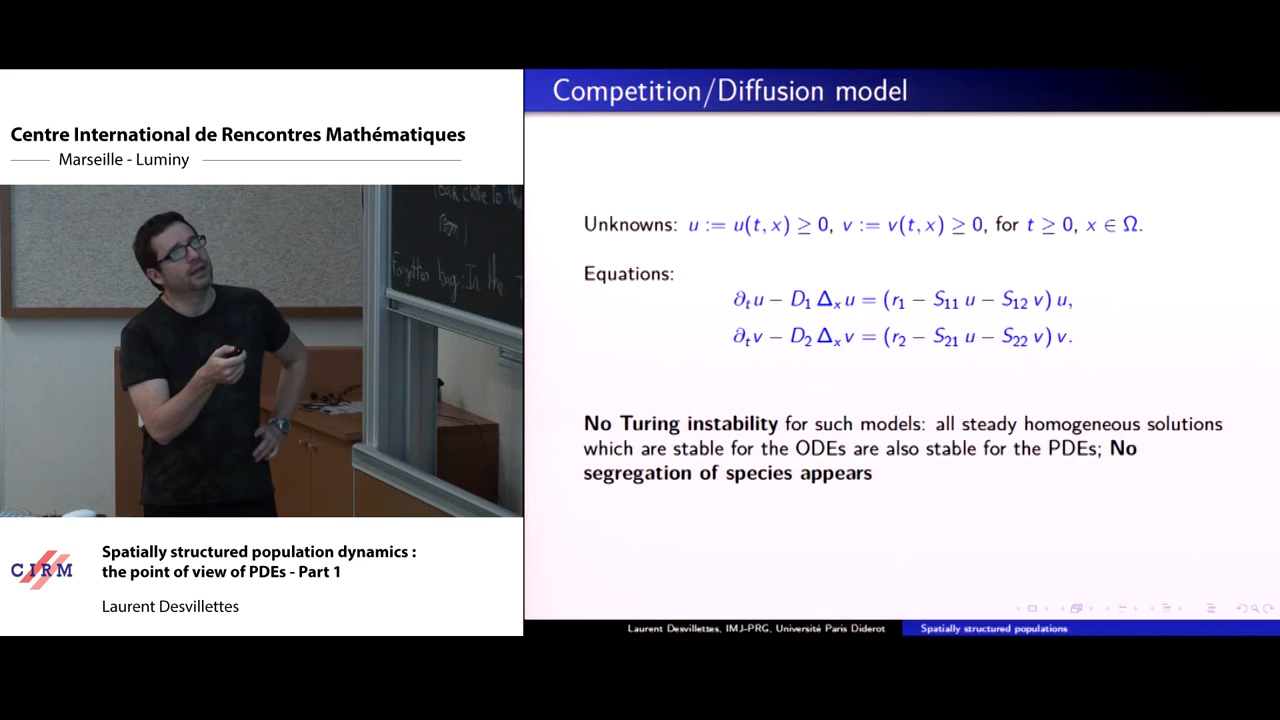 Centre International de Rencontres Mathématiques
Marseille - Luminy
Forgotten bag: In the
CIRM
Spatially structured population dynamics :
the point of view of PDEs - Part 1
Laurent Desvillettes
Competition/Diffusion model
Unknowns: u := u(t, x) ≥ 0, v := v(t, x) ≥ 0, for t ≥ 0, x ∈ Ω.
Equations:
∂ₜu − D₁ Δₓu = (r₁ − S₁₁ u − S₁₂ v) u,
∂ₜv − D₂ Δₓv = (r₂ − S₂₁ u − S₂₂ v) v.
No Turing instability for such models: all steady homogeneous solutions
which are stable for the ODEs are also stable for the PDEs; No
segregation of species appears
Laurent Desvillettes, IMJ-PRG, Université Paris Diderot
Spatially structured populations